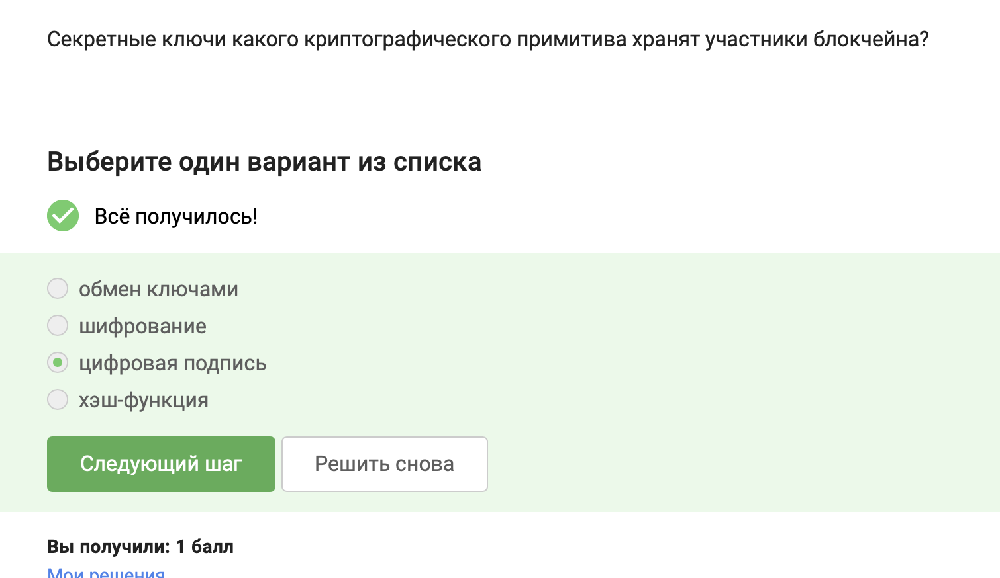 Секретные ключи какого криптографического примитива хранят участники блокчейна?
Выберите один вариант из списка
Всё получилось!
обмен ключами
шифрование
цифровая подпись
хэш-функция
Следующий шаг
Решить снова
Вы получили: 1 балл
Мои решения